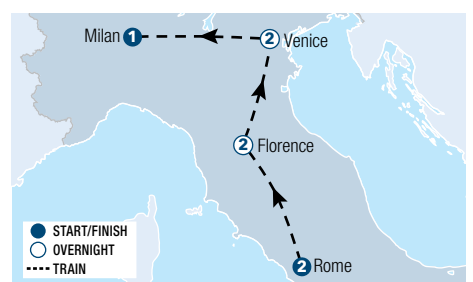 Milan 1
2 Venice
2 Florence
2 Rome
START/FINISH
OVERNIGHT
TRAIN